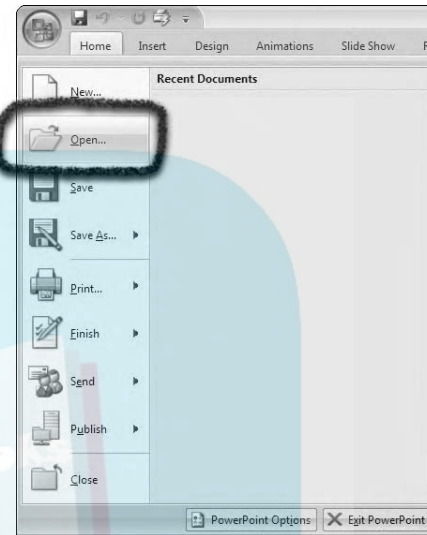 Home Insert Design Animations Slide Show
Recent Documents
New...
Open...
Save
Save As...
Print...
Finish
Send
Publish
Close
PowerPoint Options Exit PowerPoint